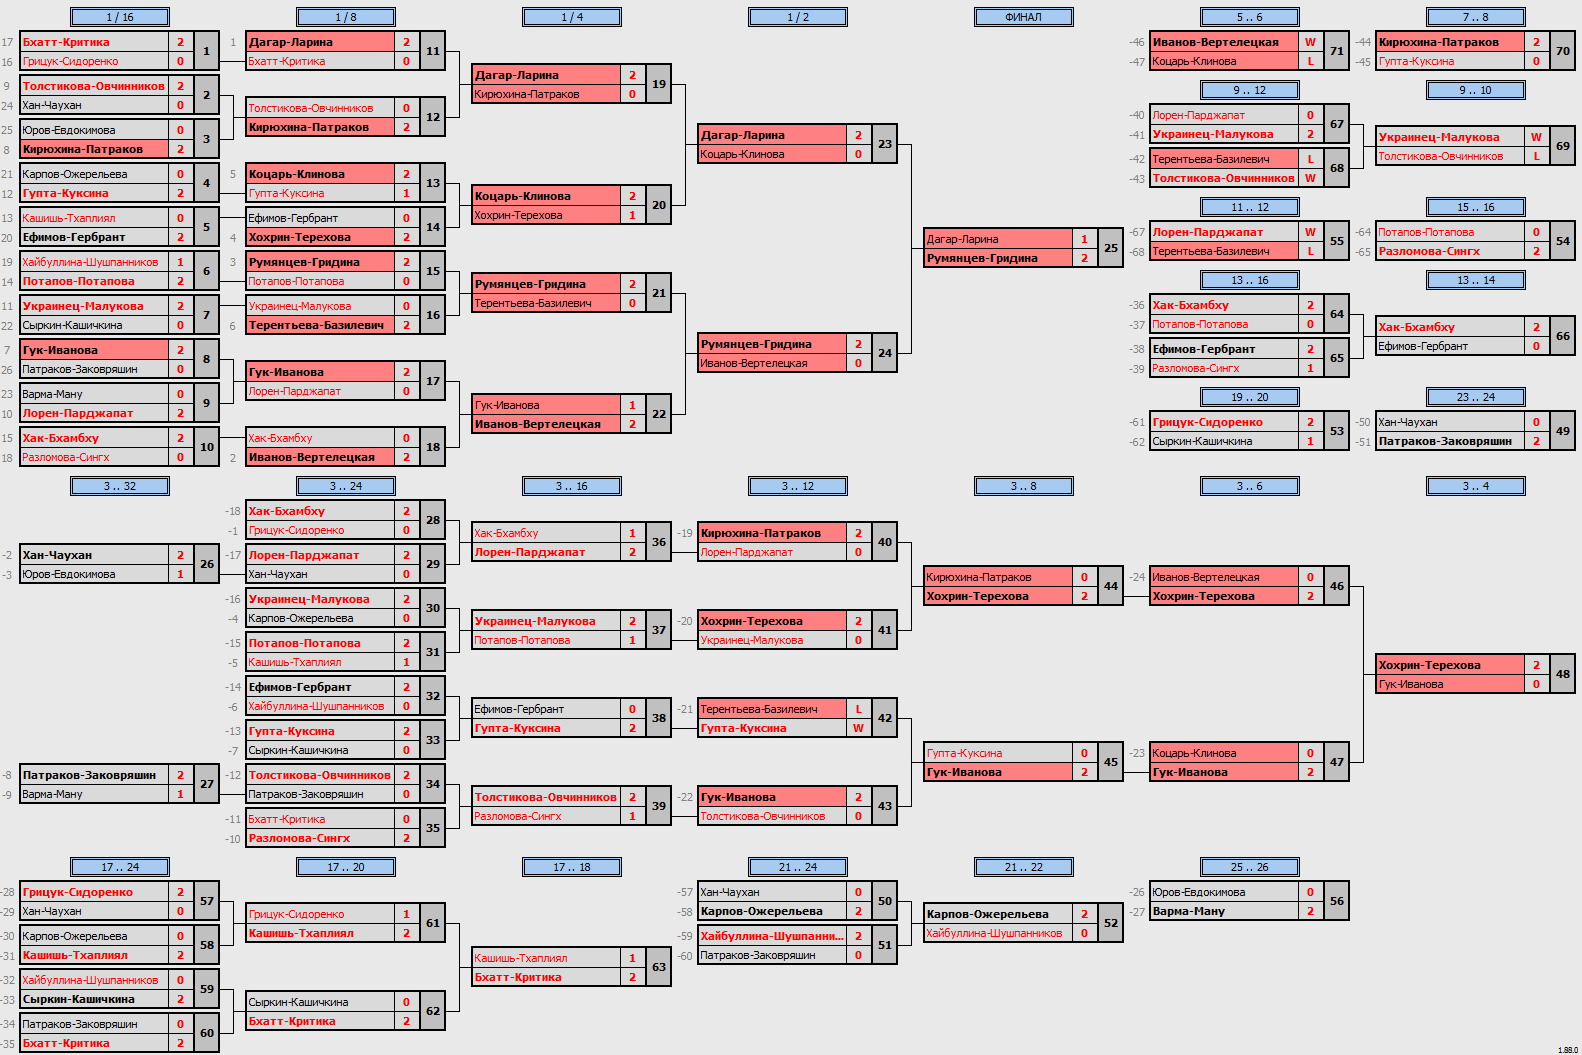 1 / 16
17 Бхатт-Критика 2
16 Грицук-Сидоренко 0
1
9 Толстикова-Овчинников 2
24 Хан-Чаухан 0
2
25 Юров-Евдокимова 0
8 Кирюхина-Патраков 2
3
21 Карпов-Ожерельева 0
12 Гупта-Куксина 2
4
13 Кашишь-Тхаплиял 0
20 Ефимов-Гербрант 2
5
19 Хайбуллина-Шушпанников 1
14 Потапов-Потапова 2
6
11 Украинец-Малукова 2
22 Сыркин-Кашичкина 0
7
7 Гук-Иванова 2
26 Патраков-Заковряшин 0
8
23 Варма-Ману 0
10 Лорен-Парджапат 2
9
15 Хак-Бхамбху 2
18 Разломова-Сингх 0
10
1 / 8
1 Дагар-Ларина 2
Бхатт-Критика 0
11
Толстикова-Овчинников 0
Кирюхина-Патраков 2
12
5 Коцарь-Клинова 2
Гупта-Куксина 1
13
Ефимов-Гербрант 0
4 Хохрин-Терехова 2
14
3 Румянцев-Гридина 2
Потапов-Потапова 0
15
Украинец-Малукова 0
6 Терентьева-Базилевич 2
16
Гук-Иванова 2
Лорен-Парджапат 0
17
Хак-Бхамбху 0
2 Иванов-Вертелецкая 2
18
1 / 4
Дагар-Ларина 2
Кирюхина-Патраков 0
19
Коцарь-Клинова 2
Хохрин-Терехова 1
20
Румянцев-Гридина 2
Терентьева-Базилевич 0
21
Гук-Иванова 1
Иванов-Вертелецкая 2
22
1 / 2
Дагар-Ларина 2
Коцарь-Клинова 0
23
Румянцев-Гридина 2
Иванов-Вертелецкая 0
24
ФИНАЛ
Дагар-Ларина 1
Румянцев-Гридина 2
25
5 .. 6
-46 Иванов-Вертелецкая W
-47 Коцарь-Клинова L
71
7 .. 8
-44 Кирюхина-Патраков 2
-45 Гупта-Куксина 0
70
9 .. 12
-40 Лорен-Парджапат 0
-41 Украинец-Малукова 2
67
-42 Терентьева-Базилевич L
-43 Толстикова-Овчинников W
68
9 .. 10
Украинец-Малукова W
Толстикова-Овчинников L
69
11 .. 12
-67 Лорен-Парджапат W
-68 Терентьева-Базилевич L
55
15 .. 16
-64 Потапов-Потапова 0
-65 Разломова-Сингх 2
54
13 .. 16
-36 Хак-Бхамбху 2
-37 Потапов-Потапова 0
64
-38 Ефимов-Гербрант 2
-39 Разломова-Сингх 1
65
13 .. 14
Хак-Бхамбху 2
Ефимов-Гербрант 0
66
19 .. 20
-61 Грицук-Сидоренко 2
-62 Сыркин-Кашичкина 1
53
23 .. 24
-50 Хан-Чаухан 0
-51 Патраков-Заковряшин 2
49
3 .. 32
-2 Хан-Чаухан 2
-3 Юров-Евдокимова 1
26
-8 Патраков-Заковряшин 2
-9 Варма-Ману 1
27
3 .. 24
-18 Хак-Бхамбху 2
-1 Грицук-Сидоренко 0
28
-17 Лорен-Парджапат 2
Хан-Чаухан 0
29
-16 Украинец-Малукова 2
-4 Карпов-Ожерельева 0
30
-15 Потапов-Потапова 2
-5 Кашишь-Тхаплиял 1
31
-14 Ефимов-Гербрант 2
-6 Хайбуллина-Шушпанников 0
32
-13 Гупта-Куксина 2
-7 Сыркин-Кашичкина 0
33
-12 Толстикова-Овчинников 2
Патраков-Заковряшин 0
34
-11 Бхатт-Критика 0
-10 Разломова-Сингх 2
35
3 .. 16
Хак-Бхамбху 1
Лорен-Парджапат 2
36
Украинец-Малукова 2
Потапов-Потапова 1
37
Ефимов-Гербрант 0
Гупта-Куксина 2
38
Толстикова-Овчинников 2
Разломова-Сингх 1
39
3 .. 12
-19 Кирюхина-Патраков 2
Лорен-Парджапат 0
40
-20 Хохрин-Терехова 2
Украинец-Малукова 0
41
-21 Терентьева-Базилевич L
Гупта-Куксина W
42
-22 Гук-Иванова 2
Толстикова-Овчинников 0
43
3 .. 8
Кирюхина-Патраков 0
Хохрин-Терехова 2
44
Гупта-Куксина 0
Гук-Иванова 2
45
3 .. 6
-24 Иванов-Вертелецкая 0
Хохрин-Терехова 2
46
-23 Коцарь-Клинова 0
Гук-Иванова 2
47
3 .. 4
Хохрин-Терехова 2
Гук-Иванова 0
48
17 .. 24
-28 Грицук-Сидоренко 2
-29 Хан-Чаухан 0
57
-30 Карпов-Ожерельева 0
-31 Кашишь-Тхаплиял 2
58
-32 Хайбуллина-Шушпанников 0
-33 Сыркин-Кашичкина 2
59
-34 Патраков-Заковряшин 0
-35 Бхатт-Критика 2
60
17 .. 20
Грицук-Сидоренко 1
Кашишь-Тхаплиял 2
61
Сыркин-Кашичкина 0
Бхатт-Критика 2
62
17 .. 18
Кашишь-Тхаплиял 1
Бхатт-Критика 2
63
21 .. 24
-57 Хан-Чаухан 0
-58 Карпов-Ожерельева 2
50
-59 Хайбуллина-Шушпанни... 2
-60 Патраков-Заковряшин 0
51
21 .. 22
Карпов-Ожерельева 2
Хайбуллина-Шушпанников 0
52
25 .. 26
-26 Юров-Евдокимова 0
-27 Варма-Ману 2
56
1.88.0